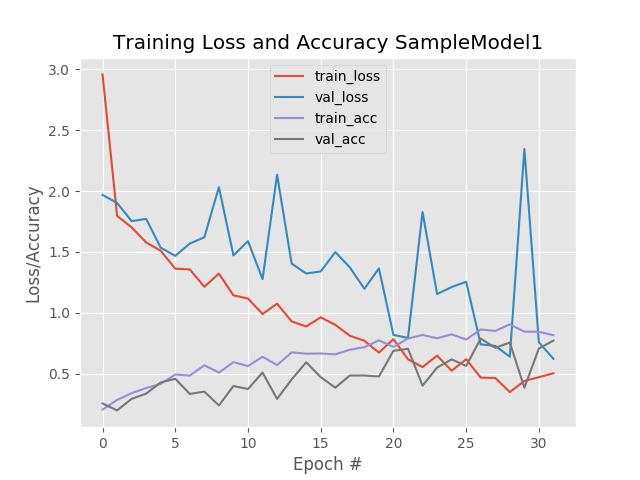 Training Loss and Accuracy SampleModel1
train_loss
val_loss
train_acc
val_acc
3.0
2.5
2.0
1.5
1.0
0.5
Loss/Accuracy
0 5 10 15 20 25 30
Epoch #